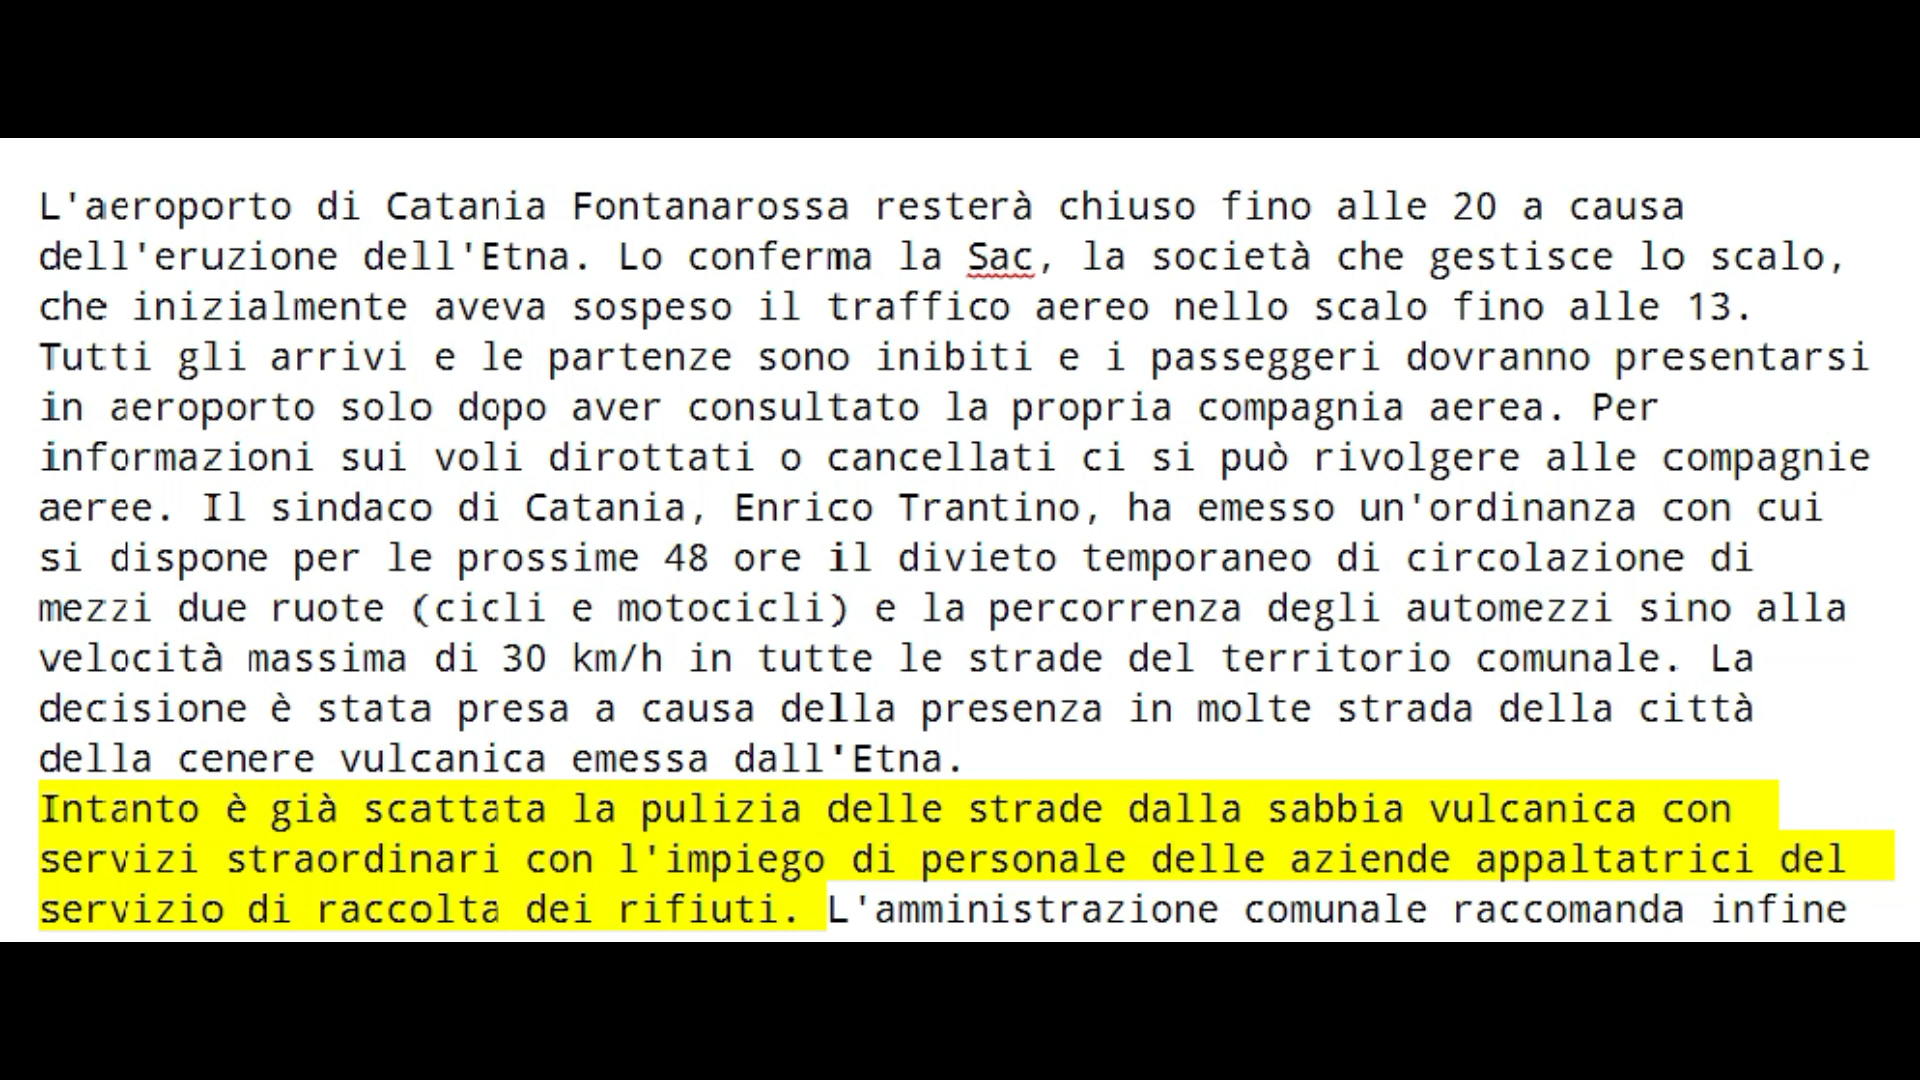 L'aeroporto di Catania Fontanarossa resterà chiuso fino alle 20 a causa
dell'eruzione dell'Etna. Lo conferma la Sac, la società che gestisce lo scalo,
che inizialmente aveva sospeso il traffico aereo nello scalo fino alle 13.
Tutti gli arrivi e le partenze sono inibiti e i passeggeri dovranno presentarsi
in aeroporto solo dopo aver consultato la propria compagnia aerea. Per
informazioni sui voli dirottati o cancellati ci si può rivolgere alle compagnie
aeree. Il sindaco di Catania, Enrico Trantino, ha emesso un'ordinanza con cui
si dispone per le prossime 48 ore il divieto temporaneo di circolazione di
mezzi due ruote (cicli e motocicli) e la percorrenza degli automezzi sino alla
velocità massima di 30 km/h in tutte le strade del territorio comunale. La
decisione è stata presa a causa della presenza in molte strada della città
della cenere vulcanica emessa dall'Etna.
Intanto è già scattata la pulizia delle strade dalla sabbia vulcanica con
servizi straordinari con l'impiego di personale delle aziende appaltatrici del
servizio di raccolta dei rifiuti. L'amministrazione comunale raccomanda infine